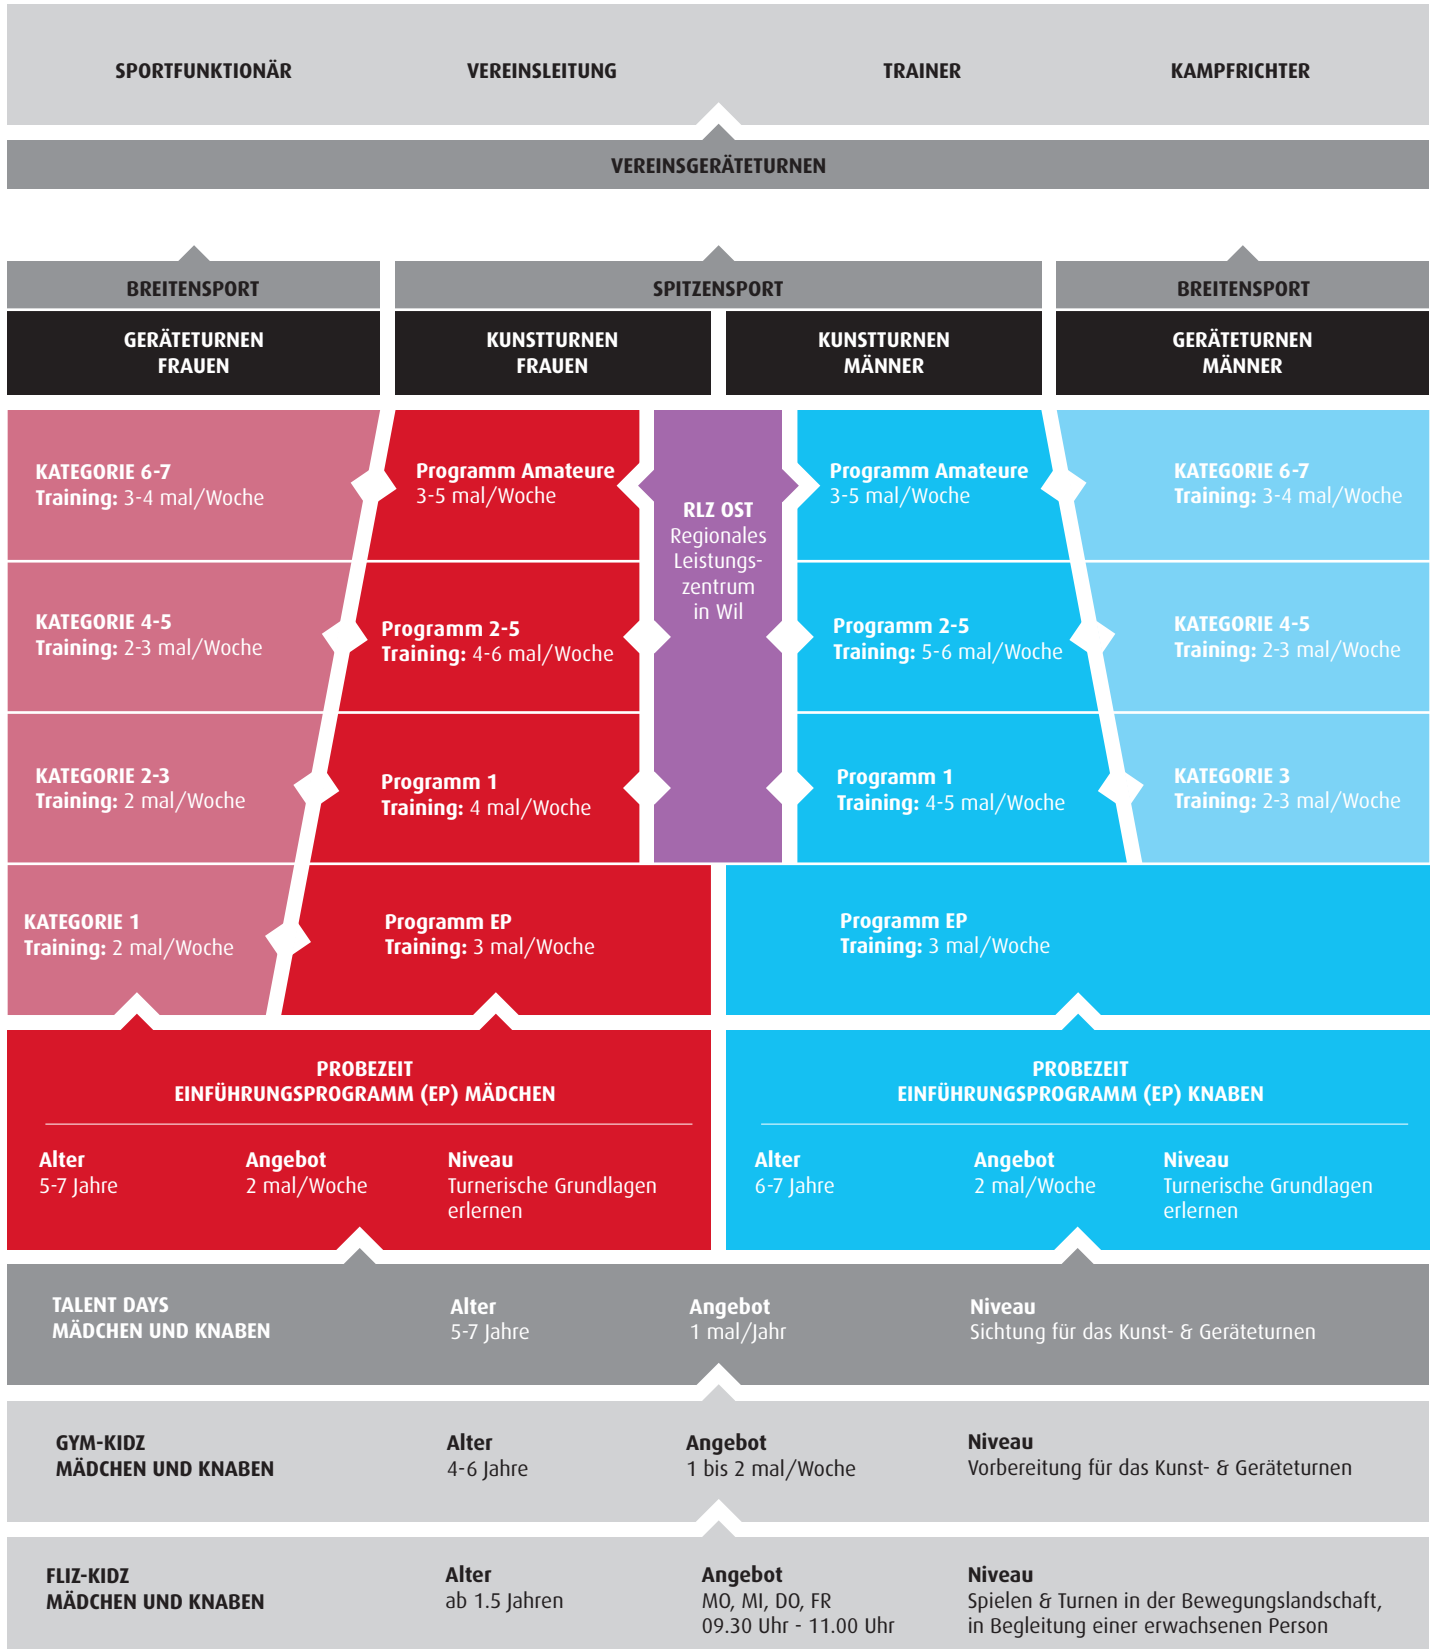 SPORTFUNKTIONÄR
VEREINSLEITUNG
TRAINER
KAMPFRICHTER
VEREINSGERÄTETURNEN
BREITENSPORT
SPITZENSPORT
BREITENSPORT
GERÄTETURNEN
FRAUEN
KUNSTTURNEN
FRAUEN
KUNSTTURNEN
MÄNNER
GERÄTETURNEN
MÄNNER
KATEGORIE 6-7
Training: 3-4 mal/Woche
Programm Amateure
3-5 mal/Woche
RLZ OST
Regionales
Leistungs-
zentrum
in Wil
Programm Amateure
3-5 mal/Woche
KATEGORIE 6-7
Training: 3-4 mal/Woche
KATEGORIE 4-5
Training: 2-3 mal/Woche
Programm 2-5
Training: 4-6 mal/Woche
Programm 2-5
Training: 5-6 mal/Woche
KATEGORIE 4-5
Training: 2-3 mal/Woche
KATEGORIE 2-3
Training: 2 mal/Woche
Programm 1
Training: 4 mal/Woche
Programm 1
Training: 4-5 mal/Woche
KATEGORIE 3
Training: 2-3 mal/Woche
KATEGORIE 1
Training: 2 mal/Woche
Programm EP
Training: 3 mal/Woche
Programm EP
Training: 3 mal/Woche
PROBEZEIT
EINFÜHRUNGSPROGRAMM (EP) MÄDCHEN
Alter
5-7 Jahre
Angebot
2 mal/Woche
Niveau
Turnerische Grundlagen
erlernen
PROBEZEIT
EINFÜHRUNGSPROGRAMM (EP) KNABEN
Alter
6-7 Jahre
Angebot
2 mal/Woche
Niveau
Turnerische Grundlagen
erlernen
TALENT DAYS
MÄDCHEN UND KNABEN
Alter
5-7 Jahre
Angebot
1 mal/Jahr
Niveau
Sichtung für das Kunst- & Geräteturnen
GYM-KIDZ
MÄDCHEN UND KNABEN
Alter
4-6 Jahre
Angebot
1 bis 2 mal/Woche
Niveau
Vorbereitung für das Kunst- & Geräteturnen
FLIZ-KIDZ
MÄDCHEN UND KNABEN
Alter
ab 1.5 Jahren
Angebot
MO, MI, DO, FR
09.30 Uhr - 11.00 Uhr
Niveau
Spielen & Turnen in der Bewegungslandschaft,
in Begleitung einer erwachsenen Person